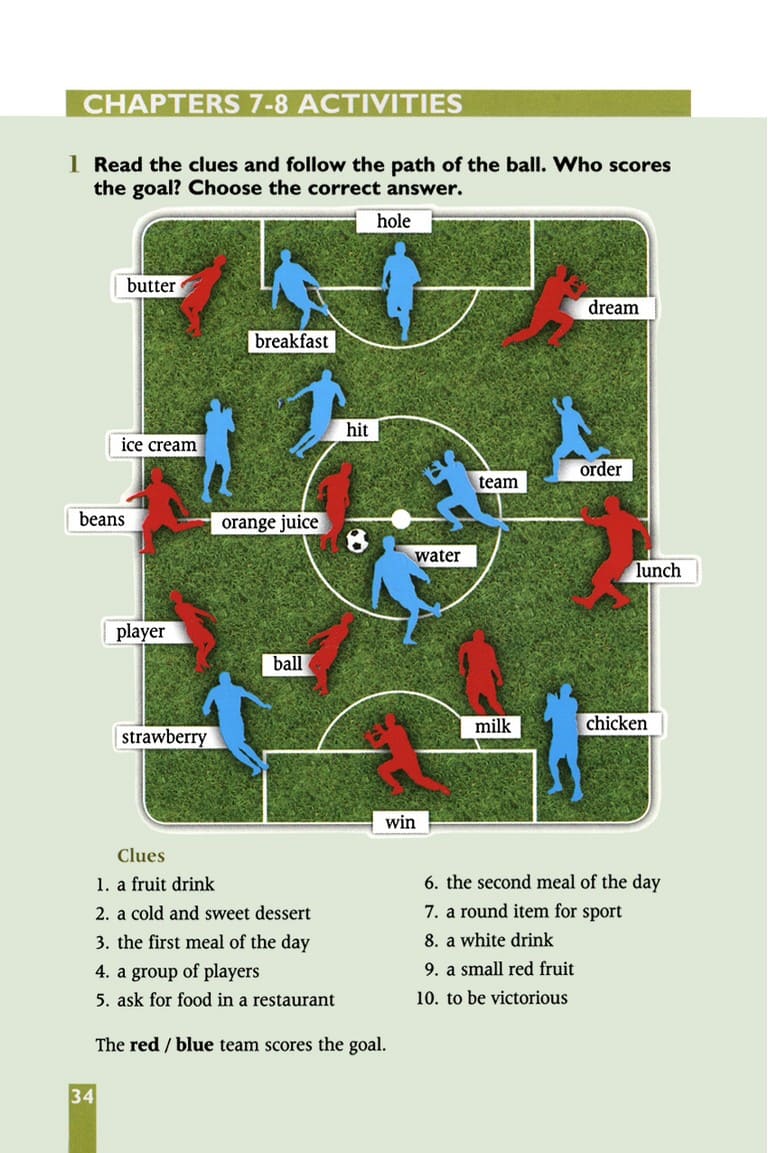 CHAPTERS 7-8 ACTIVITIES
1 Read the clues and follow the path of the ball. Who scores
the goal? Choose the correct answer.
hole
butter
dream
breakfast
hit
ice cream
order
team
beans
orange juice
water
lunch
player
ball
milk
chicken
strawberry
win
Clues
1. a fruit drink
2. a cold and sweet dessert
3. the first meal of the day
4. a group of players
5. ask for food in a restaurant
6. the second meal of the day
7. a round item for sport
8. a white drink
9. a small red fruit
10. to be victorious
The red / blue team scores the goal.
34